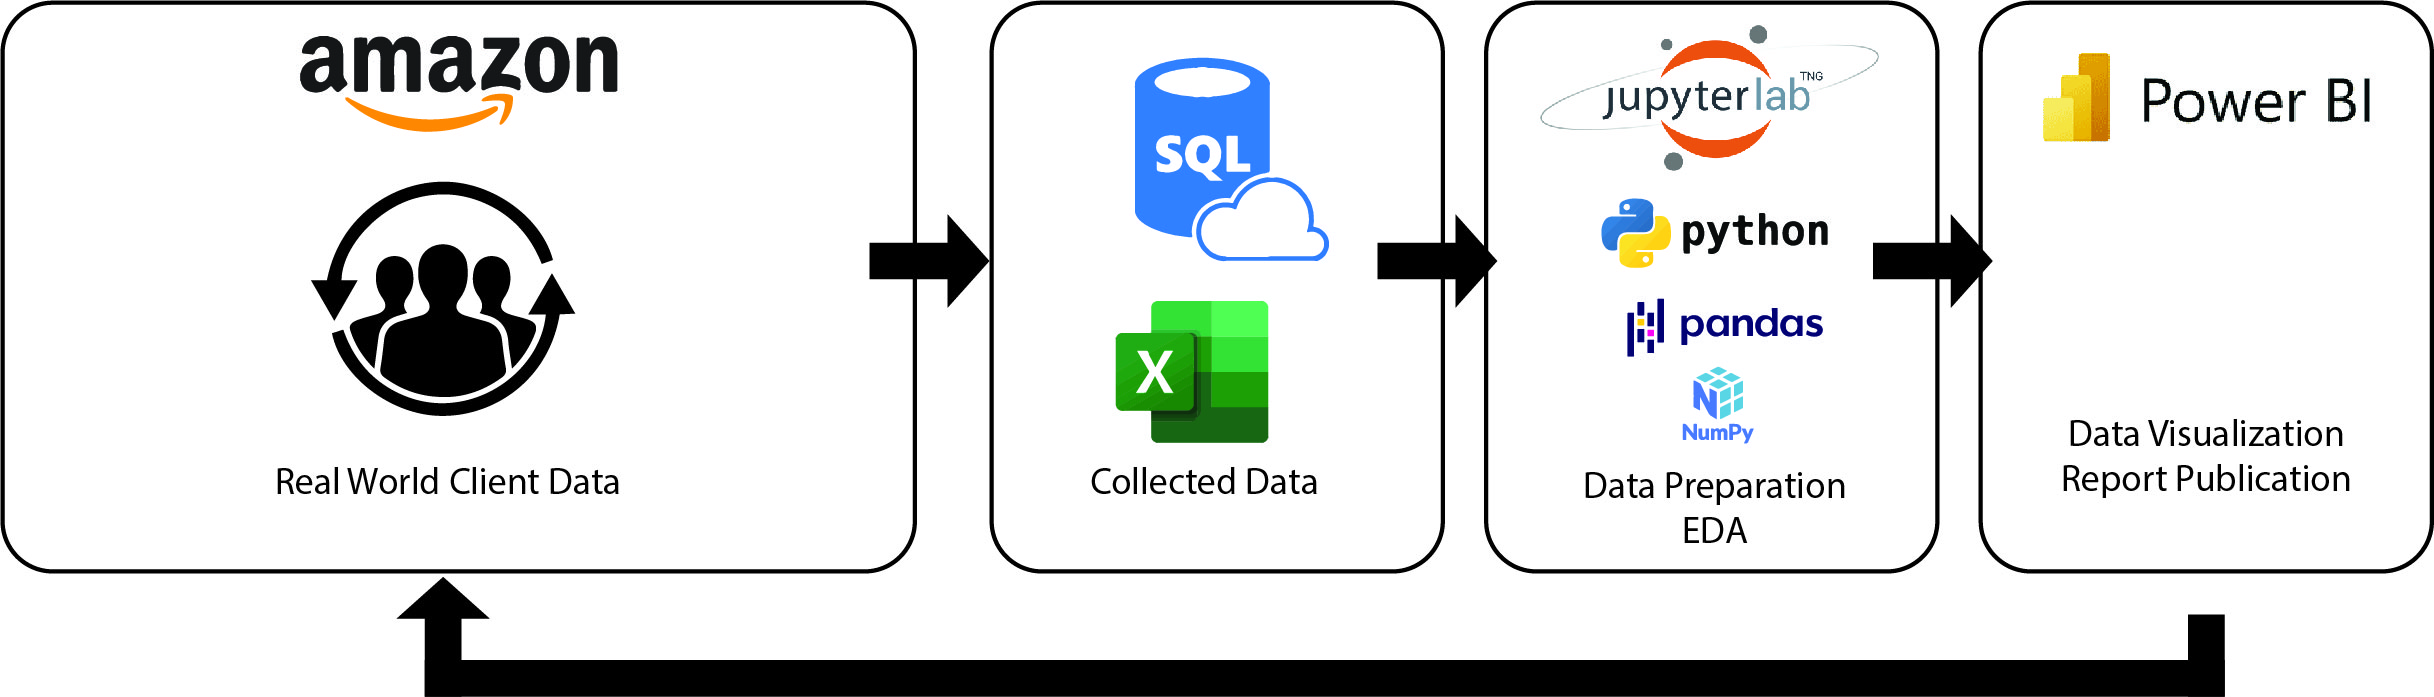 amazon
Real World Client Data
SQL
X
Collected Data
jupyterlab TNG
python
pandas
NumPy
Data Preparation
EDA
Power BI
Data Visualization
Report Publication